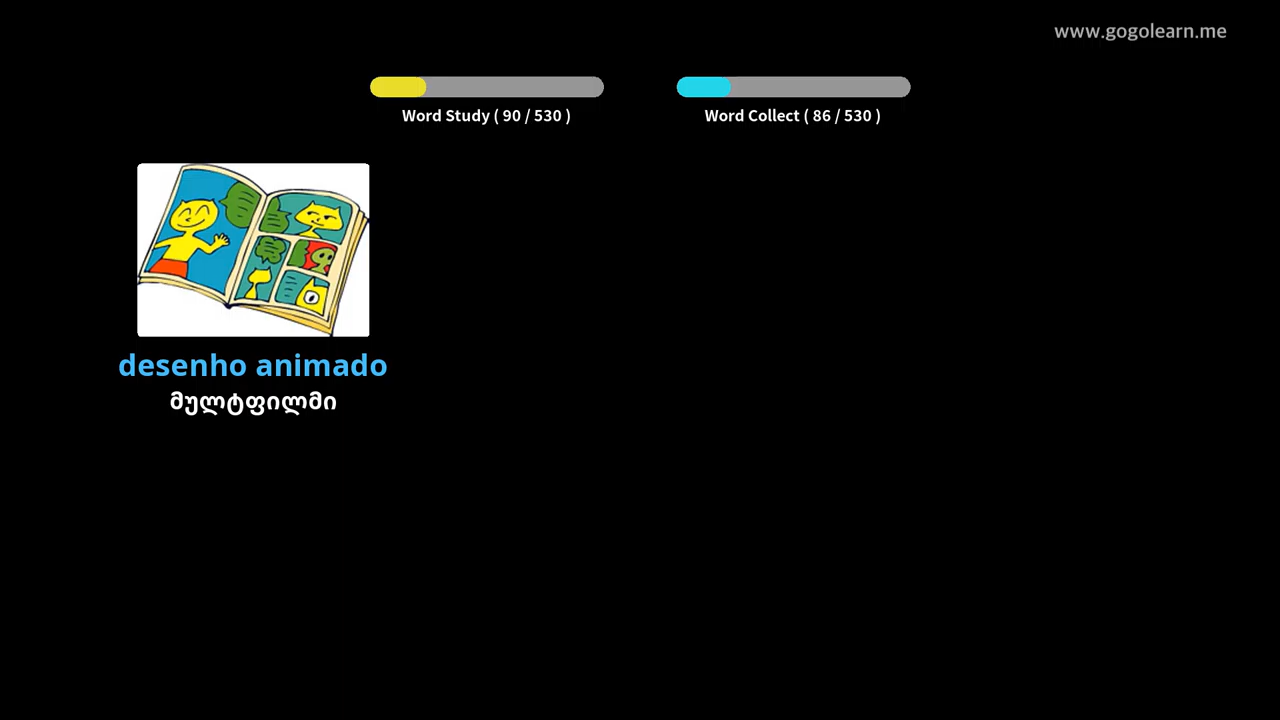 www.gogolearn.me
Word Study ( 90 / 530 )
Word Collect ( 86 / 530 )
desenho animado
მულტფილმი